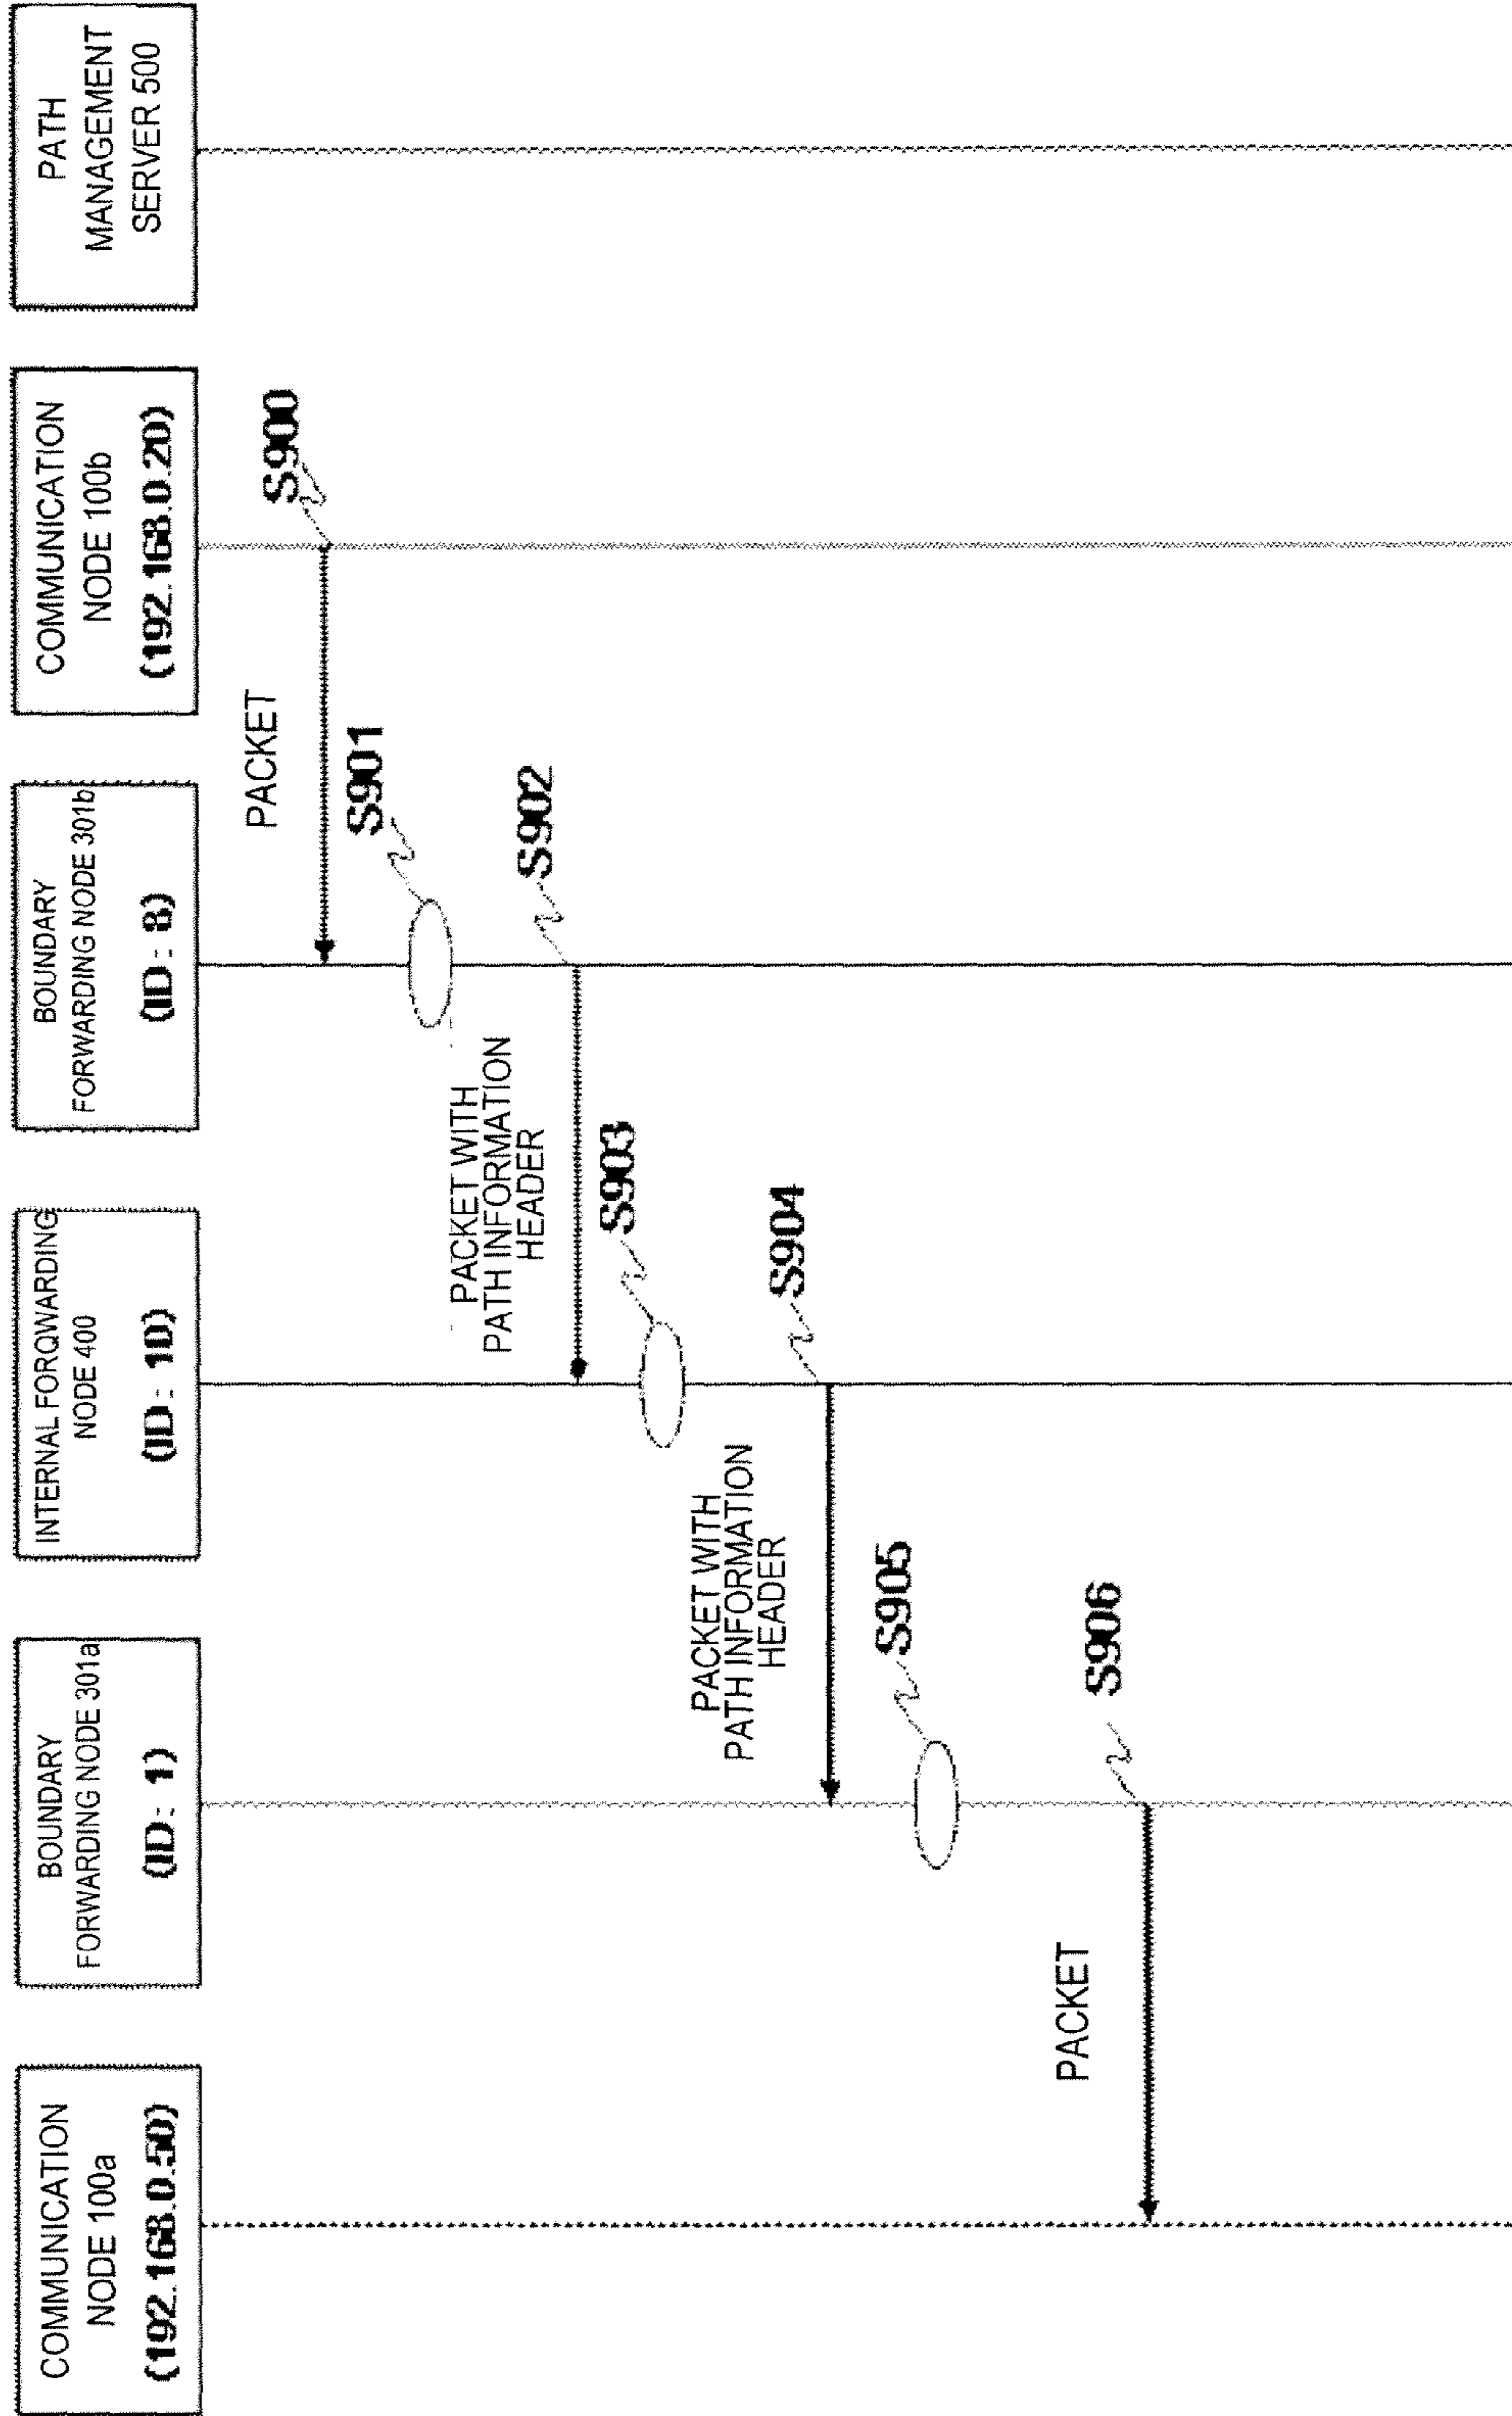 COMMUNICATION
NODE 100a
(192.168.0.50)
BOUNDARY
FORWARDING NODE 301a
(ID: 1)
INTERNAL FORQWARDING
NODE 400
(ID: 10)
BOUNDARY
FORWARDING NODE 301b
(ID: 8)
COMMUNICATION
NODE 100b
(192.168.0.20)
PATH
MANAGEMENT
SERVER 500
PACKET
S900
S901
PACKET WITH
PATH INFORMATION
HEADER
S902
S903
PACKET WITH
PATH INFORMATION
HEADER
S904
S905
PACKET
S906